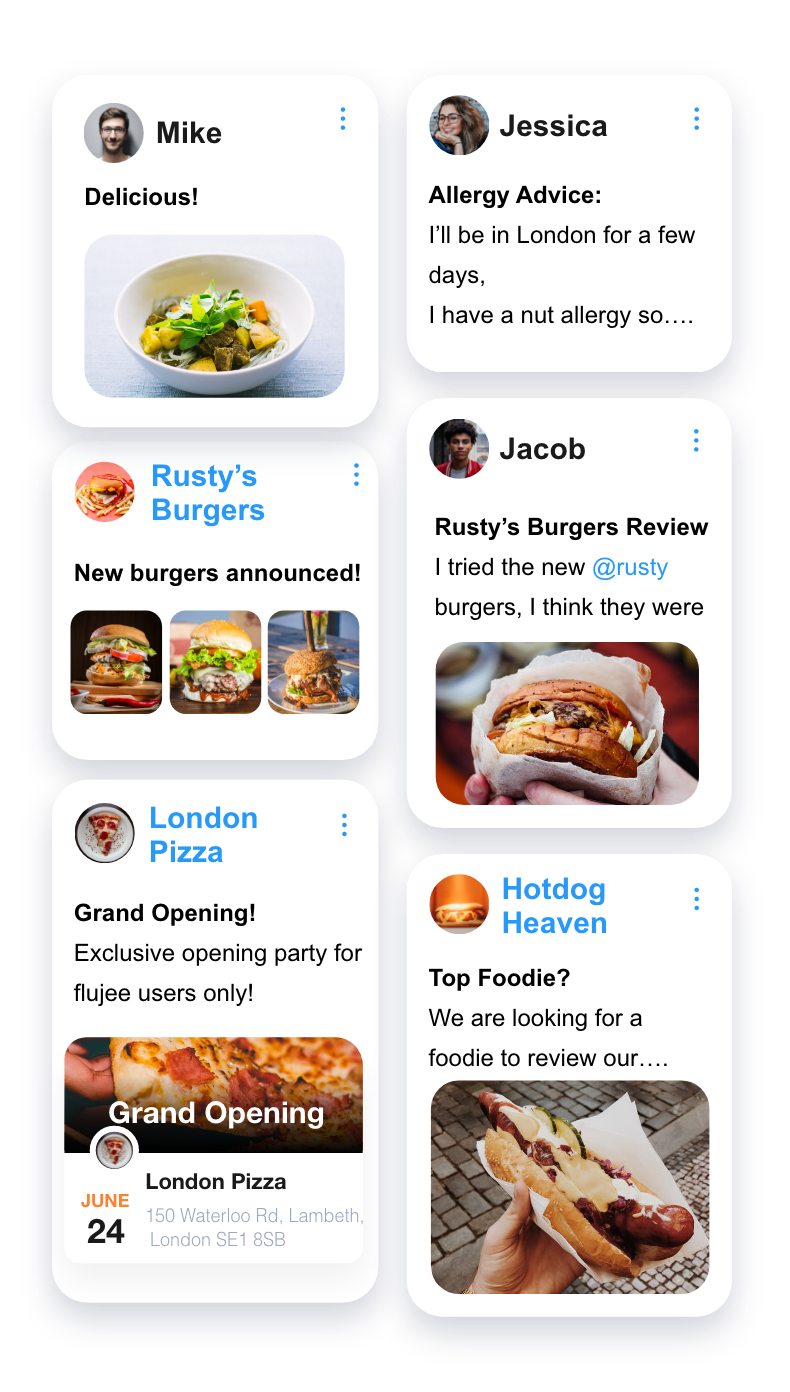 Mike
Delicious!
Rusty’s
Burgers
New burgers announced!
London
Pizza
Grand Opening!
Exclusive opening party for
flujee users only!
Grand Opening
London Pizza
JUNE
24
150 Waterloo Rd, Lambeth,
London SE1 8SB
Jessica
Allergy Advice:
I’ll be in London for a few
days,
I have a nut allergy so….
Jacob
Rusty’s Burgers Review
I tried the new @rusty
burgers, I think they were
Hotdog
Heaven
Top Foodie?
We are looking for a
foodie to review our….